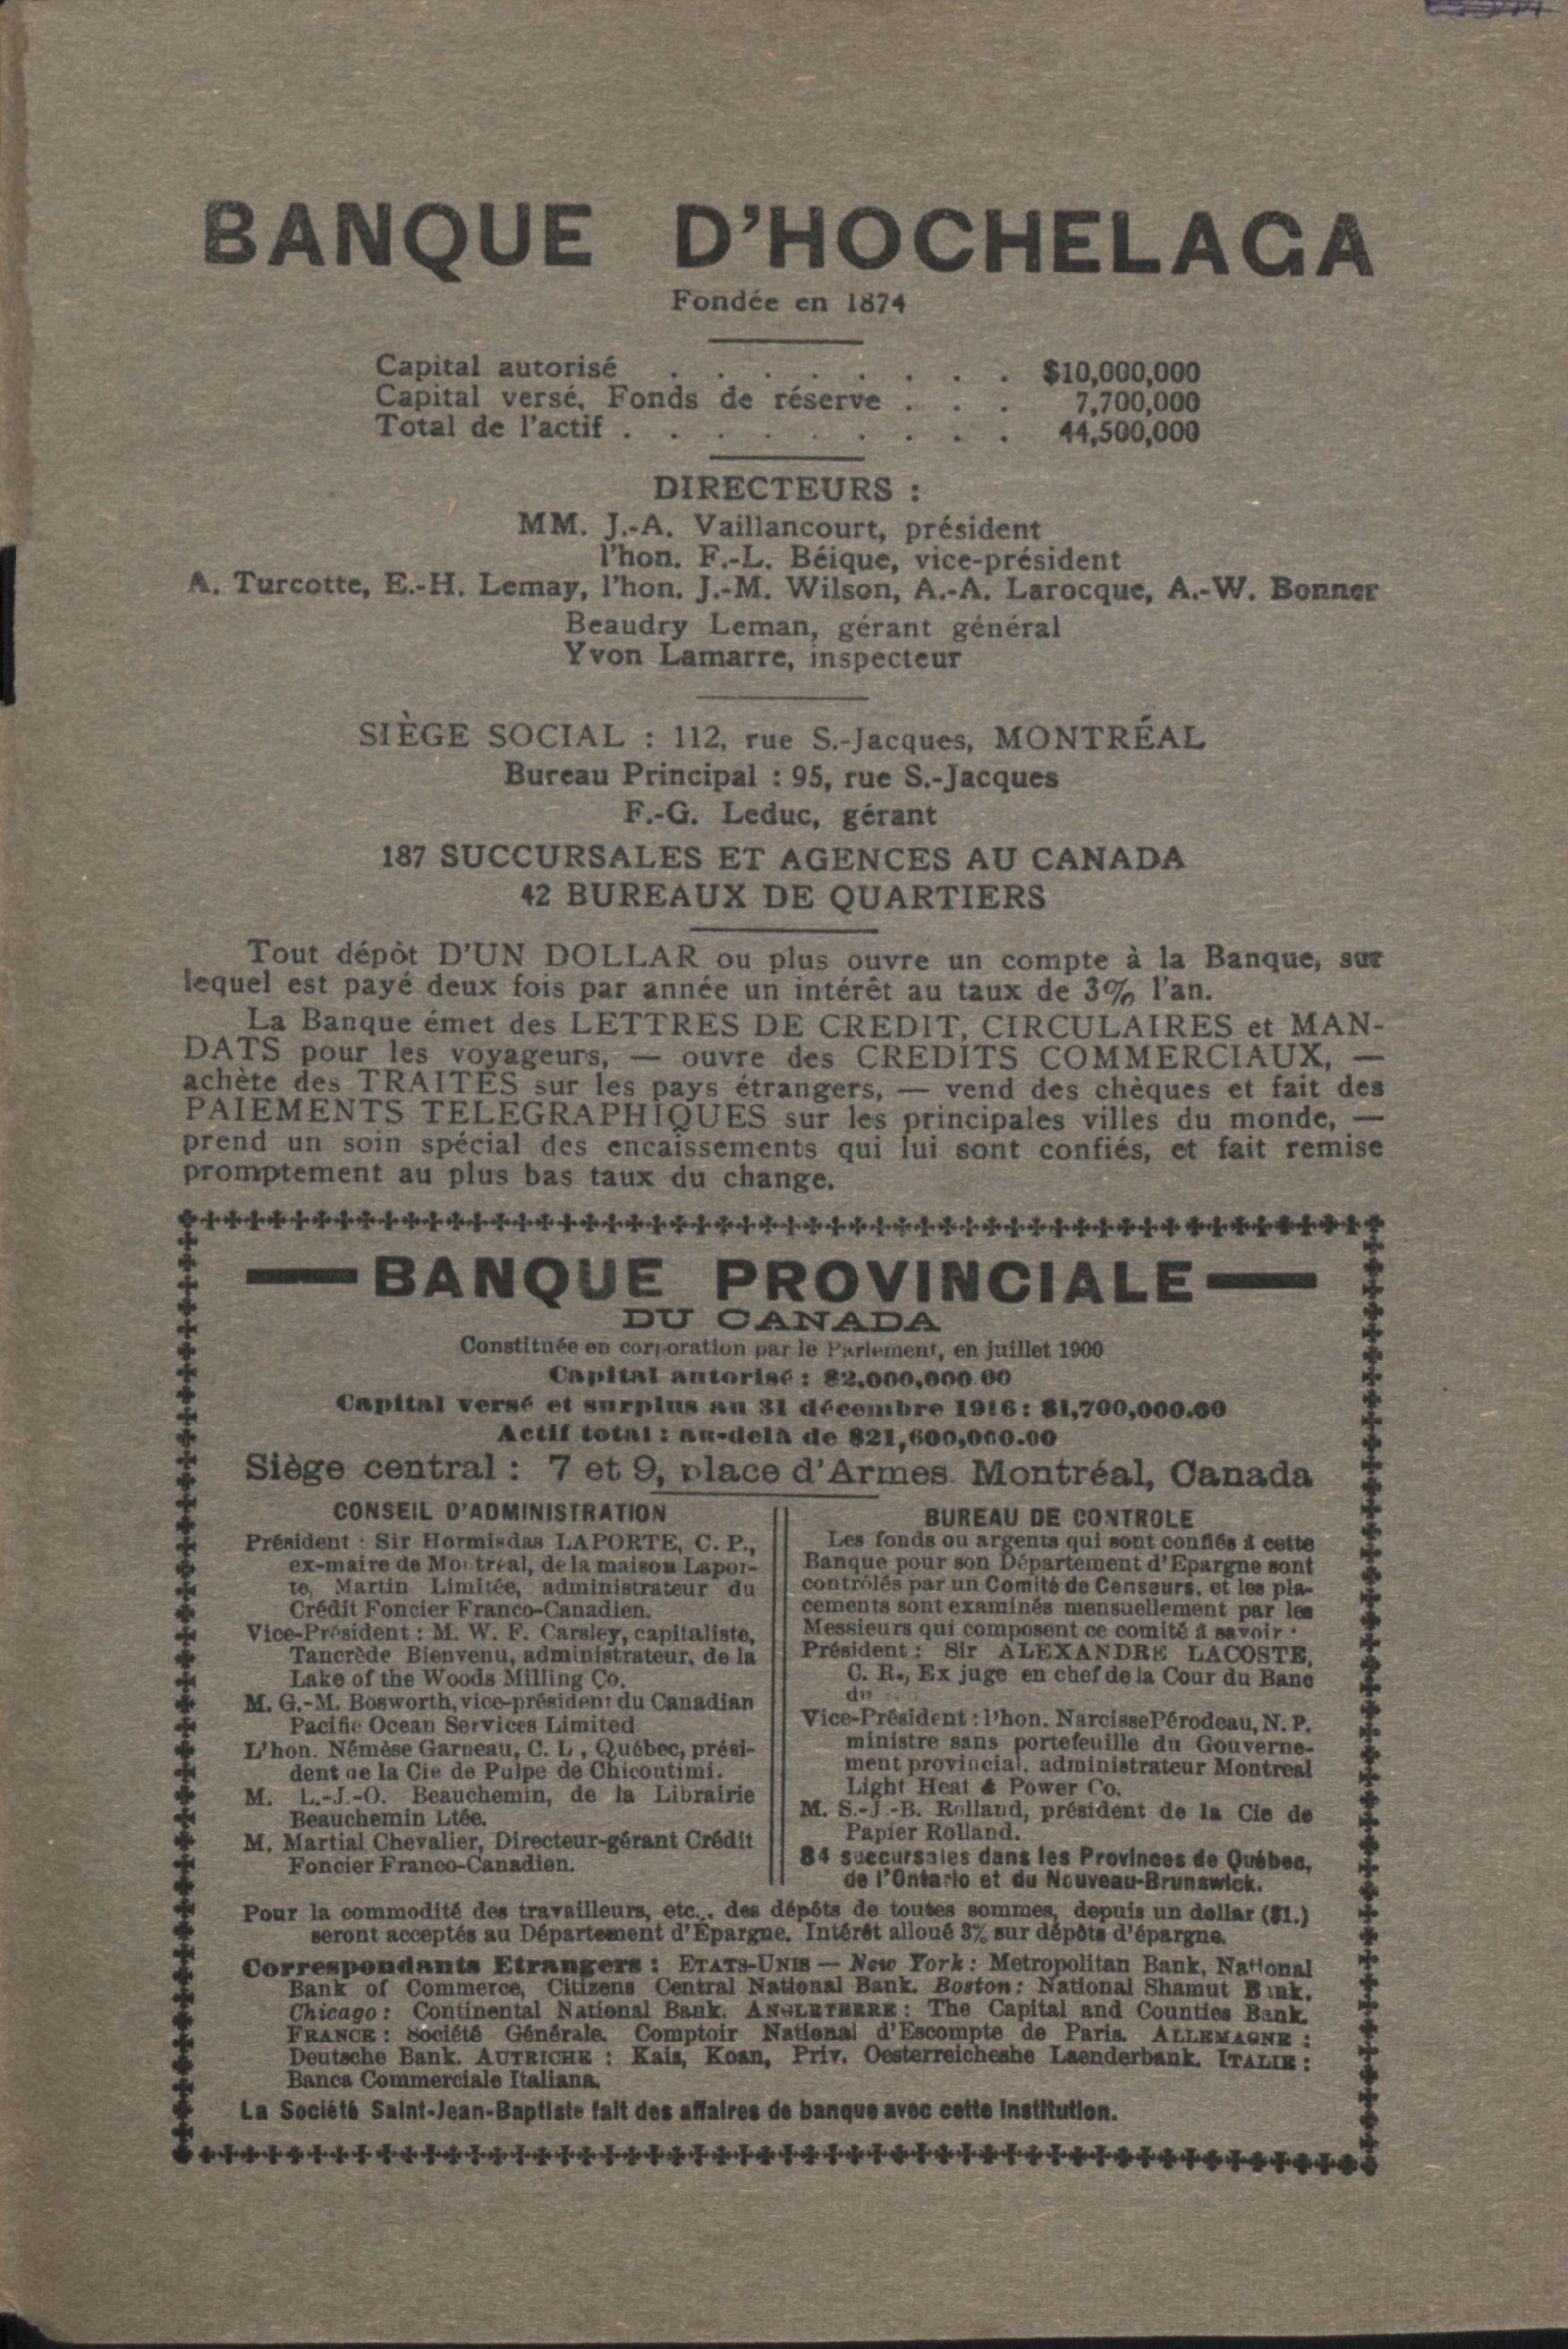 BANQUE D'HOCHELAGA
Fondée en 1874
Capital autorisé . . . . . . . . $10,000,000
Capital versé, Fonds de réserve . . . 7,700,000
Total de l'actif . . . . . . . . . 44,500,000
DIRECTEURS :
MM. J.-A. Vaillancourt, président
l'hon. F.-L. Béique, vice-président
A. Turcotte, E.-H. Lemay, l'hon. J.-M. Wilson, A.-A. Larocque, A.-W. Bonner
Beaudry Leman, gérant général
Yvon Lamarre, inspecteur
SIÈGE SOCIAL : 112, rue S.-Jacques, MONTRÉAL
Bureau Principal : 95, rue S.-Jacques
F.-G. Leduc, gérant
187 SUCCURSALES ET AGENCES AU CANADA
42 BUREAUX DE QUARTIERS
Tout dépôt D'UN DOLLAR ou plus ouvre un compte à la Banque, sur
lequel est payé deux fois par année un intérêt au taux de 3% l'an.
La Banque émet des LETTRES DE CREDIT, CIRCULAIRES et MAN-
DATS pour les voyageurs, — ouvre des CREDITS COMMERCIAUX, —
achète des TRAITES sur les pays étrangers, — vend des chèques et fait des
PAIEMENTS TELEGRAPHIQUES sur les principales villes du monde, —
prend un soin spécial des encaissements qui lui sont confiés, et fait remise
promptement au plus bas taux du change.
BANQUE PROVINCIALE
DU CANADA
Constituée en corporation par le Parlement, en juillet 1900
Capital autorisé : $2,000,000.00
Capital versé et surplus au 31 décembre 1916 : $1,700,000.00
Actif total : au-delà de $21,600,000.00
Siège central : 7 et 9, place d'Armes. Montréal, Canada
CONSEIL D'ADMINISTRATION
Président : Sir Hormisdas LAPORTE, C. P.,
ex-maire de Montréal, de la maison Lapor-
te, Martin Limitée, administrateur du
Crédit Foncier Franco-Canadien.
Vice-Président : M. W. F. Carsley, capitaliste,
Tancrède Bienvenu, administrateur, de la
Lake of the Woods Milling Co.
M. G.-M. Bosworth, vice-président du Canadian
Pacific Ocean Services Limited
L'hon. Némèse Garneau, C. L., Québec, prési-
dent de la Cie de Pulpe de Chicoutimi.
M. L.-J.-O. Beauchemin, de la Librairie
Beauchemin Ltée.
M. Martial Chevalier, Directeur-gérant Crédit
Foncier Franco-Canadien.
BUREAU DE CONTROLE
Les fonds ou argents qui sont confiés à cette
Banque pour son Département d'Epargne sont
contrôlés par un Comité de Censeurs, et les pla-
cements sont examinés mensuellement par les
Messieurs qui composent ce comité à savoir :
Président : Sir ALEXANDRE LACOSTE,
C. R., Ex juge en chef de la Cour du Banc
du
Vice-Président : l'hon. Narcisse Pérodeau, N. P.
ministre sans portefeuille du Gouverne-
ment provincial, administrateur Montreal
Light Heat & Power Co.
M. S.-J.-B. Rolland, président de la Cie de
Papier Rolland.
84 succursales dans les Provinces de Québec,
de l'Ontario et du Nouveau-Brunswick.
Pour la commodité des travailleurs, etc., des dépôts de toutes sommes, depuis un dollar ($1.)
seront acceptés au Département d'Epargne. Intérêt alloué 3% sur dépôts d'épargne.
Correspondants Etrangers : ETATS-UNIS — New York : Metropolitan Bank, National
Bank of Commerce, Citizens Central National Bank. Boston : National Shamut Bank.
Chicago : Continental National Bank. ANGLETERRE : The Capital and Counties Bank.
FRANCE : Société Générale. Comptoir National d'Escompte de Paris. ALLEMAGNE :
Deutsche Bank. AUTRICHE : Kais, Koan, Priv. Oesterreicheshe Laenderbank. ITALIE :
Banca Commerciale Italiana.
La Société Saint-Jean-Baptiste fait des affaires de banque avec cette institution.